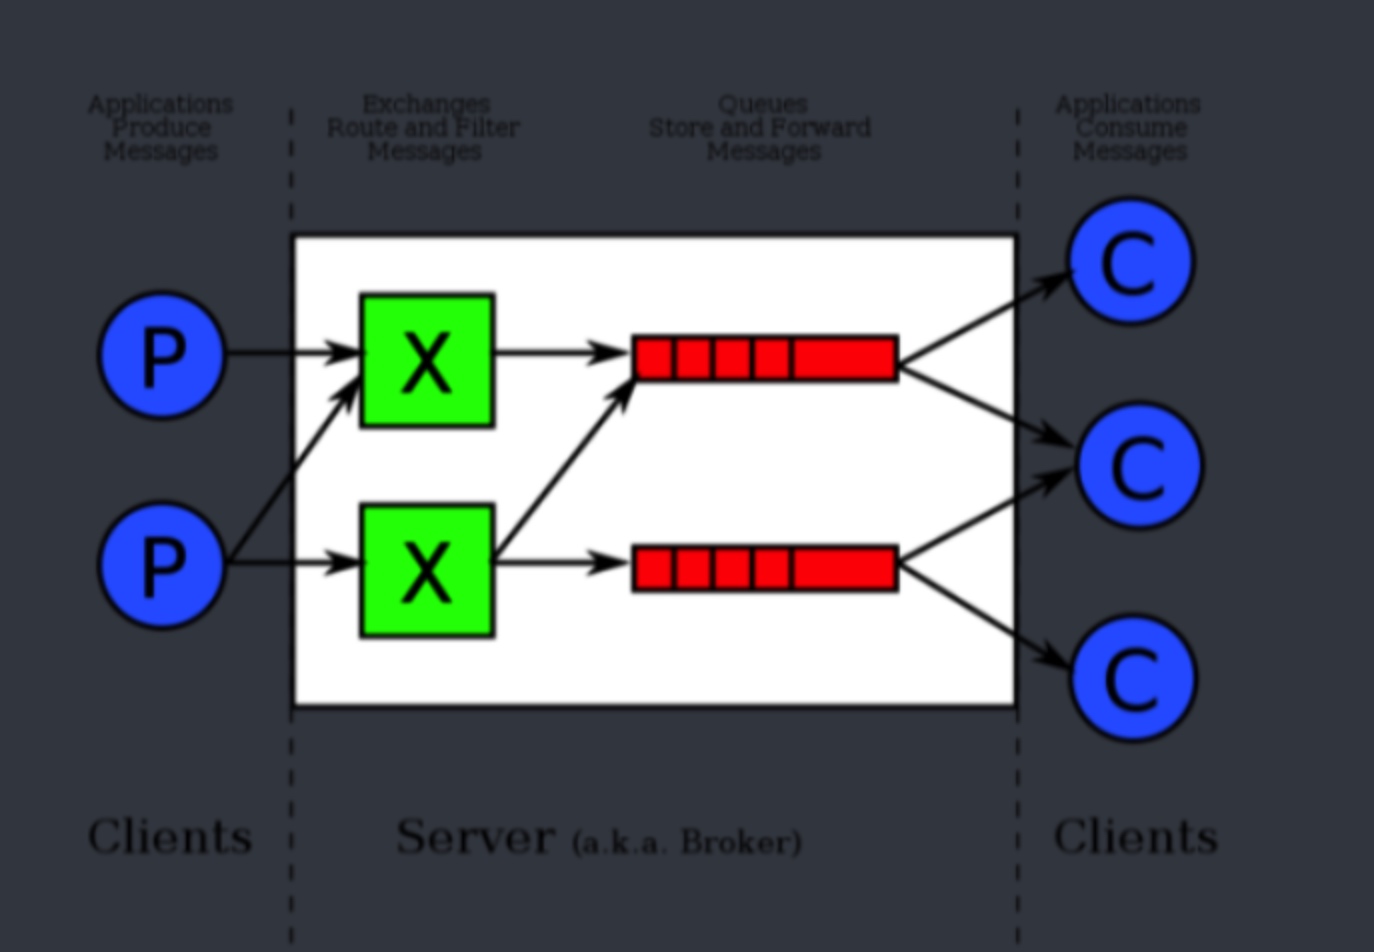 Applications
Produce
Messages
Exchanges
Route and Filter
Messages
Queues
Store and Forward
Messages
Applications
Consume
Messages
P
P
X
X
C
C
C
Clients
Server (a.k.a. Broker)
Clients